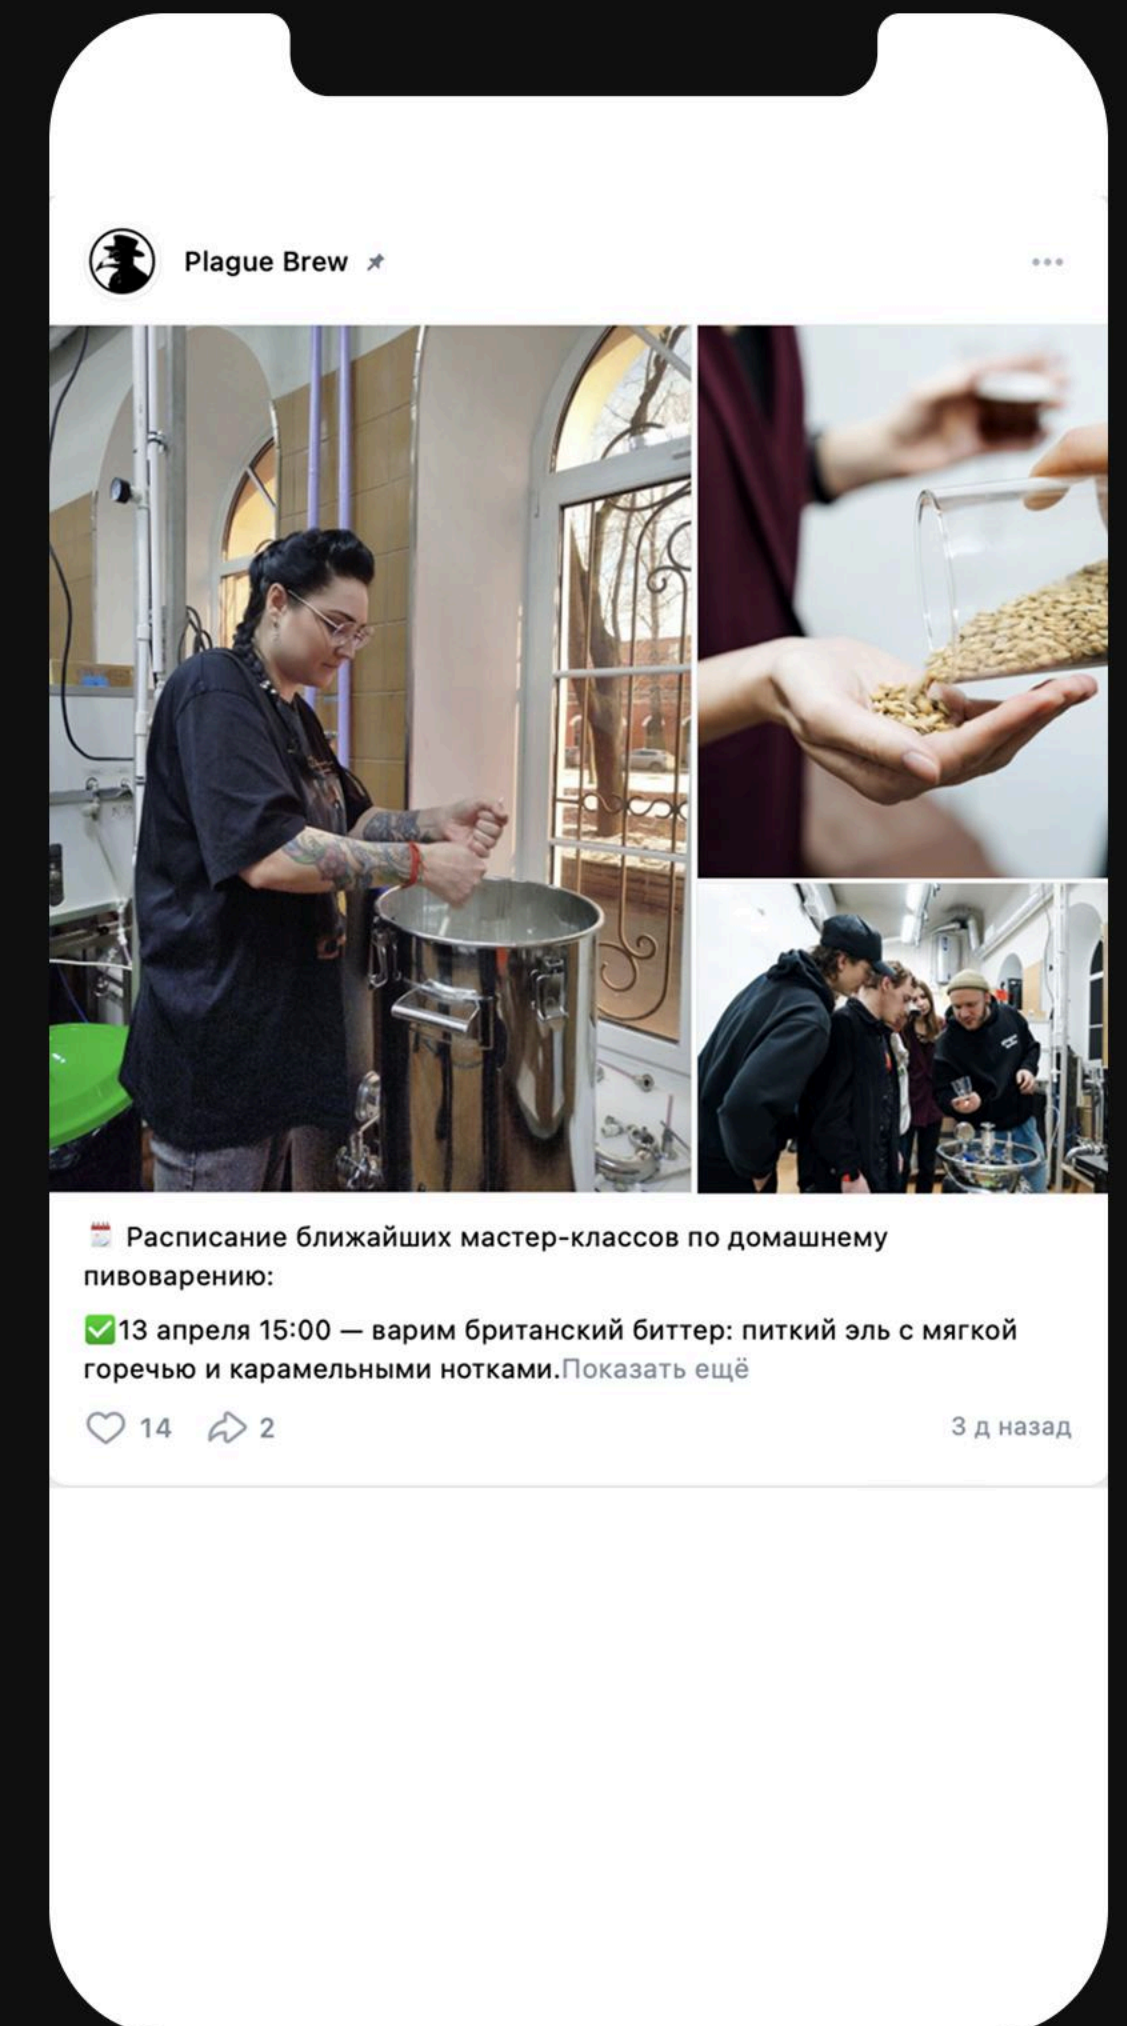 Plague Brew
🗓 Расписание ближайших мастер-классов по домашнему
пивоварению:
✅13 апреля 15:00 — варим британский биттер: питкий эль с мягкой
горечью и карамельными нотками.Показать ещё
14 2 3 д назад